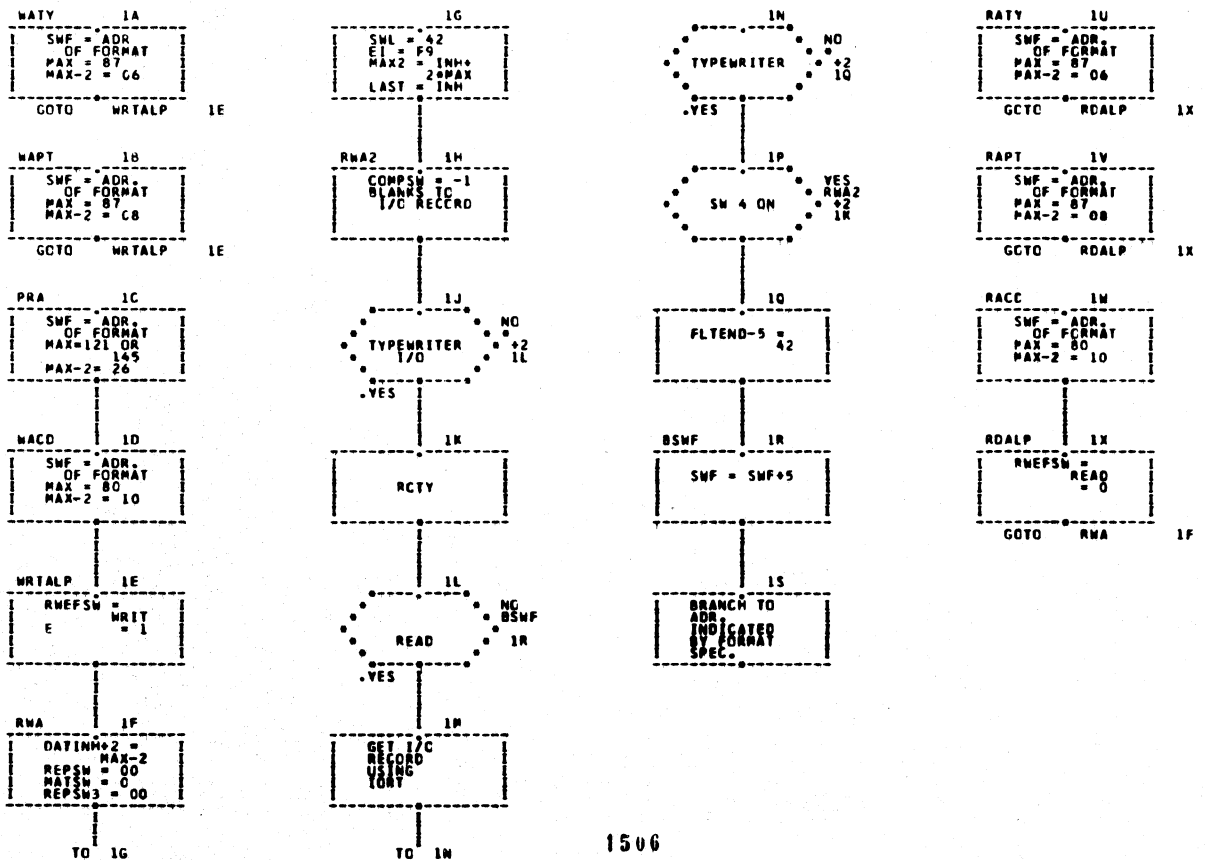 WATY 1A
SWF = ADR
OF FORMAT
MAX = 87
MAX-2 = 06
GOTO WRTALP 1E
WAPT 1B
SWF = ADR.
OF FORMAT
MAX = 87
MAX-2 = 08
GOTO WRTALP 1E
PRA 1C
SWF = ADR.
OF FORMAT
MAX=121 OR
145
MAX-2= 26
WACD 1D
SWF = ADR.
OF FORMAT
MAX = 80
MAX-2 = 10
WRTALP 1E
RWEFSW =
WRIT
E = 1
RWA 1F
DATINH+2 =
MAX-2
REPSW = 00
MATSW = 0
REPSW3 = 00
TO 1G
1G
SWL = 42
EI = F9
MAX2 = INH+
2*MAX
LAST = INH
RWA2 1H
COMPSW = -1
BLANKS TO
I/O RECORD
1J
TYPEWRITER
I/O
NO
+2
1L
.YES
1K
RCTY
1L
READ
NO
BSWF
1R
.YES
1M
GET I/O
RECORD
USING
IORT
TO 1N
1N
TYPEWRITER
NO
+2
1Q
.YES
1P
SW 4 ON
YES
RWA2
+2
1K
1Q
FLTEND-5 =
42
BSWF 1R
SWF = SWF+5
1S
BRANCH TO
ADR.
INDICATED
BY FORMAT
SPEC.
RATY 1U
SWF = ADR.
OF FORMAT
MAX = 87
MAX-2 = 06
GOTO RDALP 1X
RAPT 1V
SWF = ADR.
OF FORMAT
MAX = 87
MAX-2 = 08
GOTO RDALP 1X
RACD 1W
SWF = ADR.
OF FORMAT
MAX = 80
MAX-2 = 10
RDALP 1X
RWEFSW =
READ
= 0
GOTO RWA 1F
1506